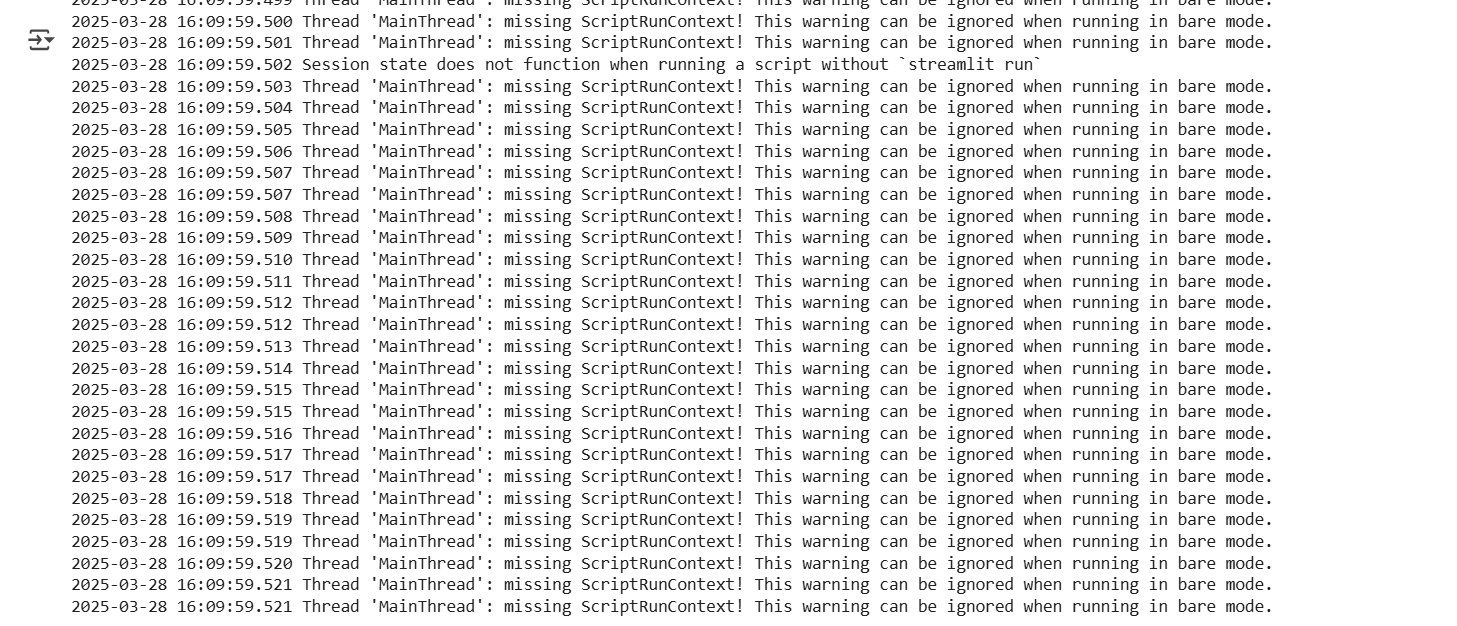 2025-03-28 16:09:59.499 Thread 'MainThread': missing ScriptRunContext! This warning can be ignored when running in bare mode.
2025-03-28 16:09:59.500 Thread 'MainThread': missing ScriptRunContext! This warning can be ignored when running in bare mode.
2025-03-28 16:09:59.501 Thread 'MainThread': missing ScriptRunContext! This warning can be ignored when running in bare mode.
2025-03-28 16:09:59.502 Session state does not function when running a script without `streamlit run`
2025-03-28 16:09:59.503 Thread 'MainThread': missing ScriptRunContext! This warning can be ignored when running in bare mode.
2025-03-28 16:09:59.504 Thread 'MainThread': missing ScriptRunContext! This warning can be ignored when running in bare mode.
2025-03-28 16:09:59.505 Thread 'MainThread': missing ScriptRunContext! This warning can be ignored when running in bare mode.
2025-03-28 16:09:59.506 Thread 'MainThread': missing ScriptRunContext! This warning can be ignored when running in bare mode.
2025-03-28 16:09:59.507 Thread 'MainThread': missing ScriptRunContext! This warning can be ignored when running in bare mode.
2025-03-28 16:09:59.507 Thread 'MainThread': missing ScriptRunContext! This warning can be ignored when running in bare mode.
2025-03-28 16:09:59.508 Thread 'MainThread': missing ScriptRunContext! This warning can be ignored when running in bare mode.
2025-03-28 16:09:59.509 Thread 'MainThread': missing ScriptRunContext! This warning can be ignored when running in bare mode.
2025-03-28 16:09:59.510 Thread 'MainThread': missing ScriptRunContext! This warning can be ignored when running in bare mode.
2025-03-28 16:09:59.511 Thread 'MainThread': missing ScriptRunContext! This warning can be ignored when running in bare mode.
2025-03-28 16:09:59.512 Thread 'MainThread': missing ScriptRunContext! This warning can be ignored when running in bare mode.
2025-03-28 16:09:59.512 Thread 'MainThread': missing ScriptRunContext! This warning can be ignored when running in bare mode.
2025-03-28 16:09:59.513 Thread 'MainThread': missing ScriptRunContext! This warning can be ignored when running in bare mode.
2025-03-28 16:09:59.514 Thread 'MainThread': missing ScriptRunContext! This warning can be ignored when running in bare mode.
2025-03-28 16:09:59.515 Thread 'MainThread': missing ScriptRunContext! This warning can be ignored when running in bare mode.
2025-03-28 16:09:59.515 Thread 'MainThread': missing ScriptRunContext! This warning can be ignored when running in bare mode.
2025-03-28 16:09:59.516 Thread 'MainThread': missing ScriptRunContext! This warning can be ignored when running in bare mode.
2025-03-28 16:09:59.517 Thread 'MainThread': missing ScriptRunContext! This warning can be ignored when running in bare mode.
2025-03-28 16:09:59.517 Thread 'MainThread': missing ScriptRunContext! This warning can be ignored when running in bare mode.
2025-03-28 16:09:59.518 Thread 'MainThread': missing ScriptRunContext! This warning can be ignored when running in bare mode.
2025-03-28 16:09:59.519 Thread 'MainThread': missing ScriptRunContext! This warning can be ignored when running in bare mode.
2025-03-28 16:09:59.519 Thread 'MainThread': missing ScriptRunContext! This warning can be ignored when running in bare mode.
2025-03-28 16:09:59.520 Thread 'MainThread': missing ScriptRunContext! This warning can be ignored when running in bare mode.
2025-03-28 16:09:59.521 Thread 'MainThread': missing ScriptRunContext! This warning can be ignored when running in bare mode.
2025-03-28 16:09:59.521 Thread 'MainThread': missing ScriptRunContext! This warning can be ignored when running in bare mode.